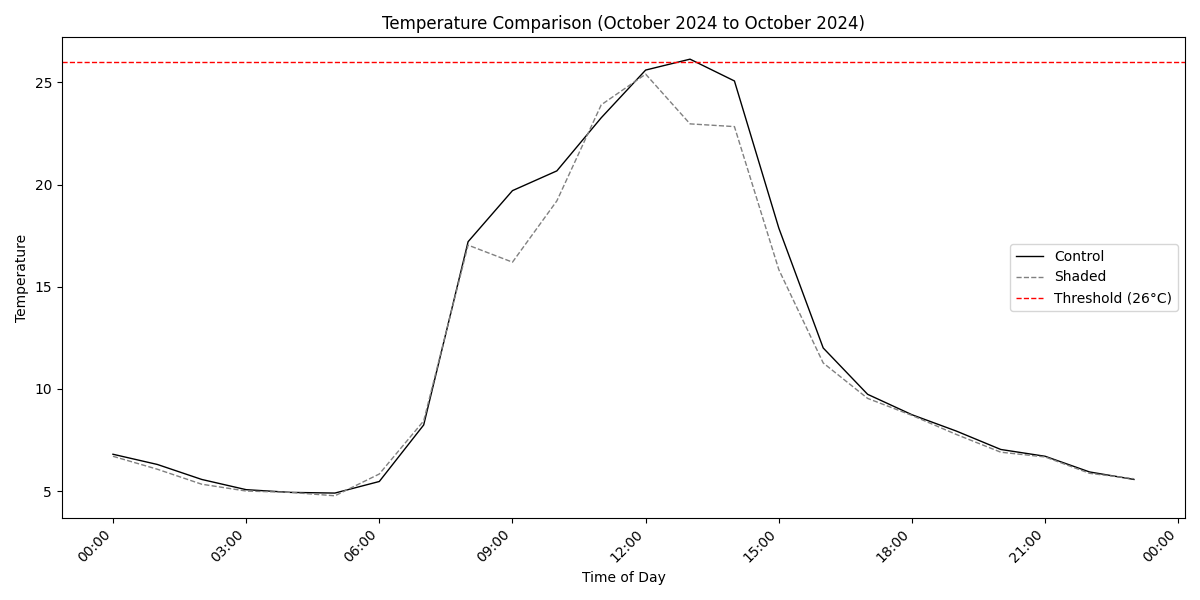 Temperature Comparison (October 2024 to October 2024)
Temperature
25
20
15
10
5
Control
Shaded
Threshold (26°C)
00:00
03:00
06:00
09:00
12:00
15:00
18:00
21:00
00:00
Time of Day